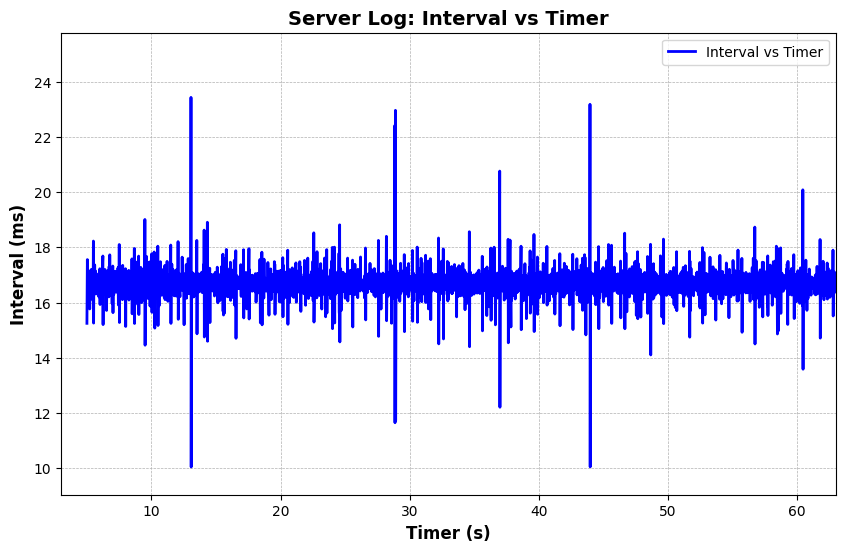 Server Log: Interval vs Timer
Interval vs Timer
Interval (ms)
24
22
20
18
16
14
12
10
10 20 30 40 50 60
Timer (s)